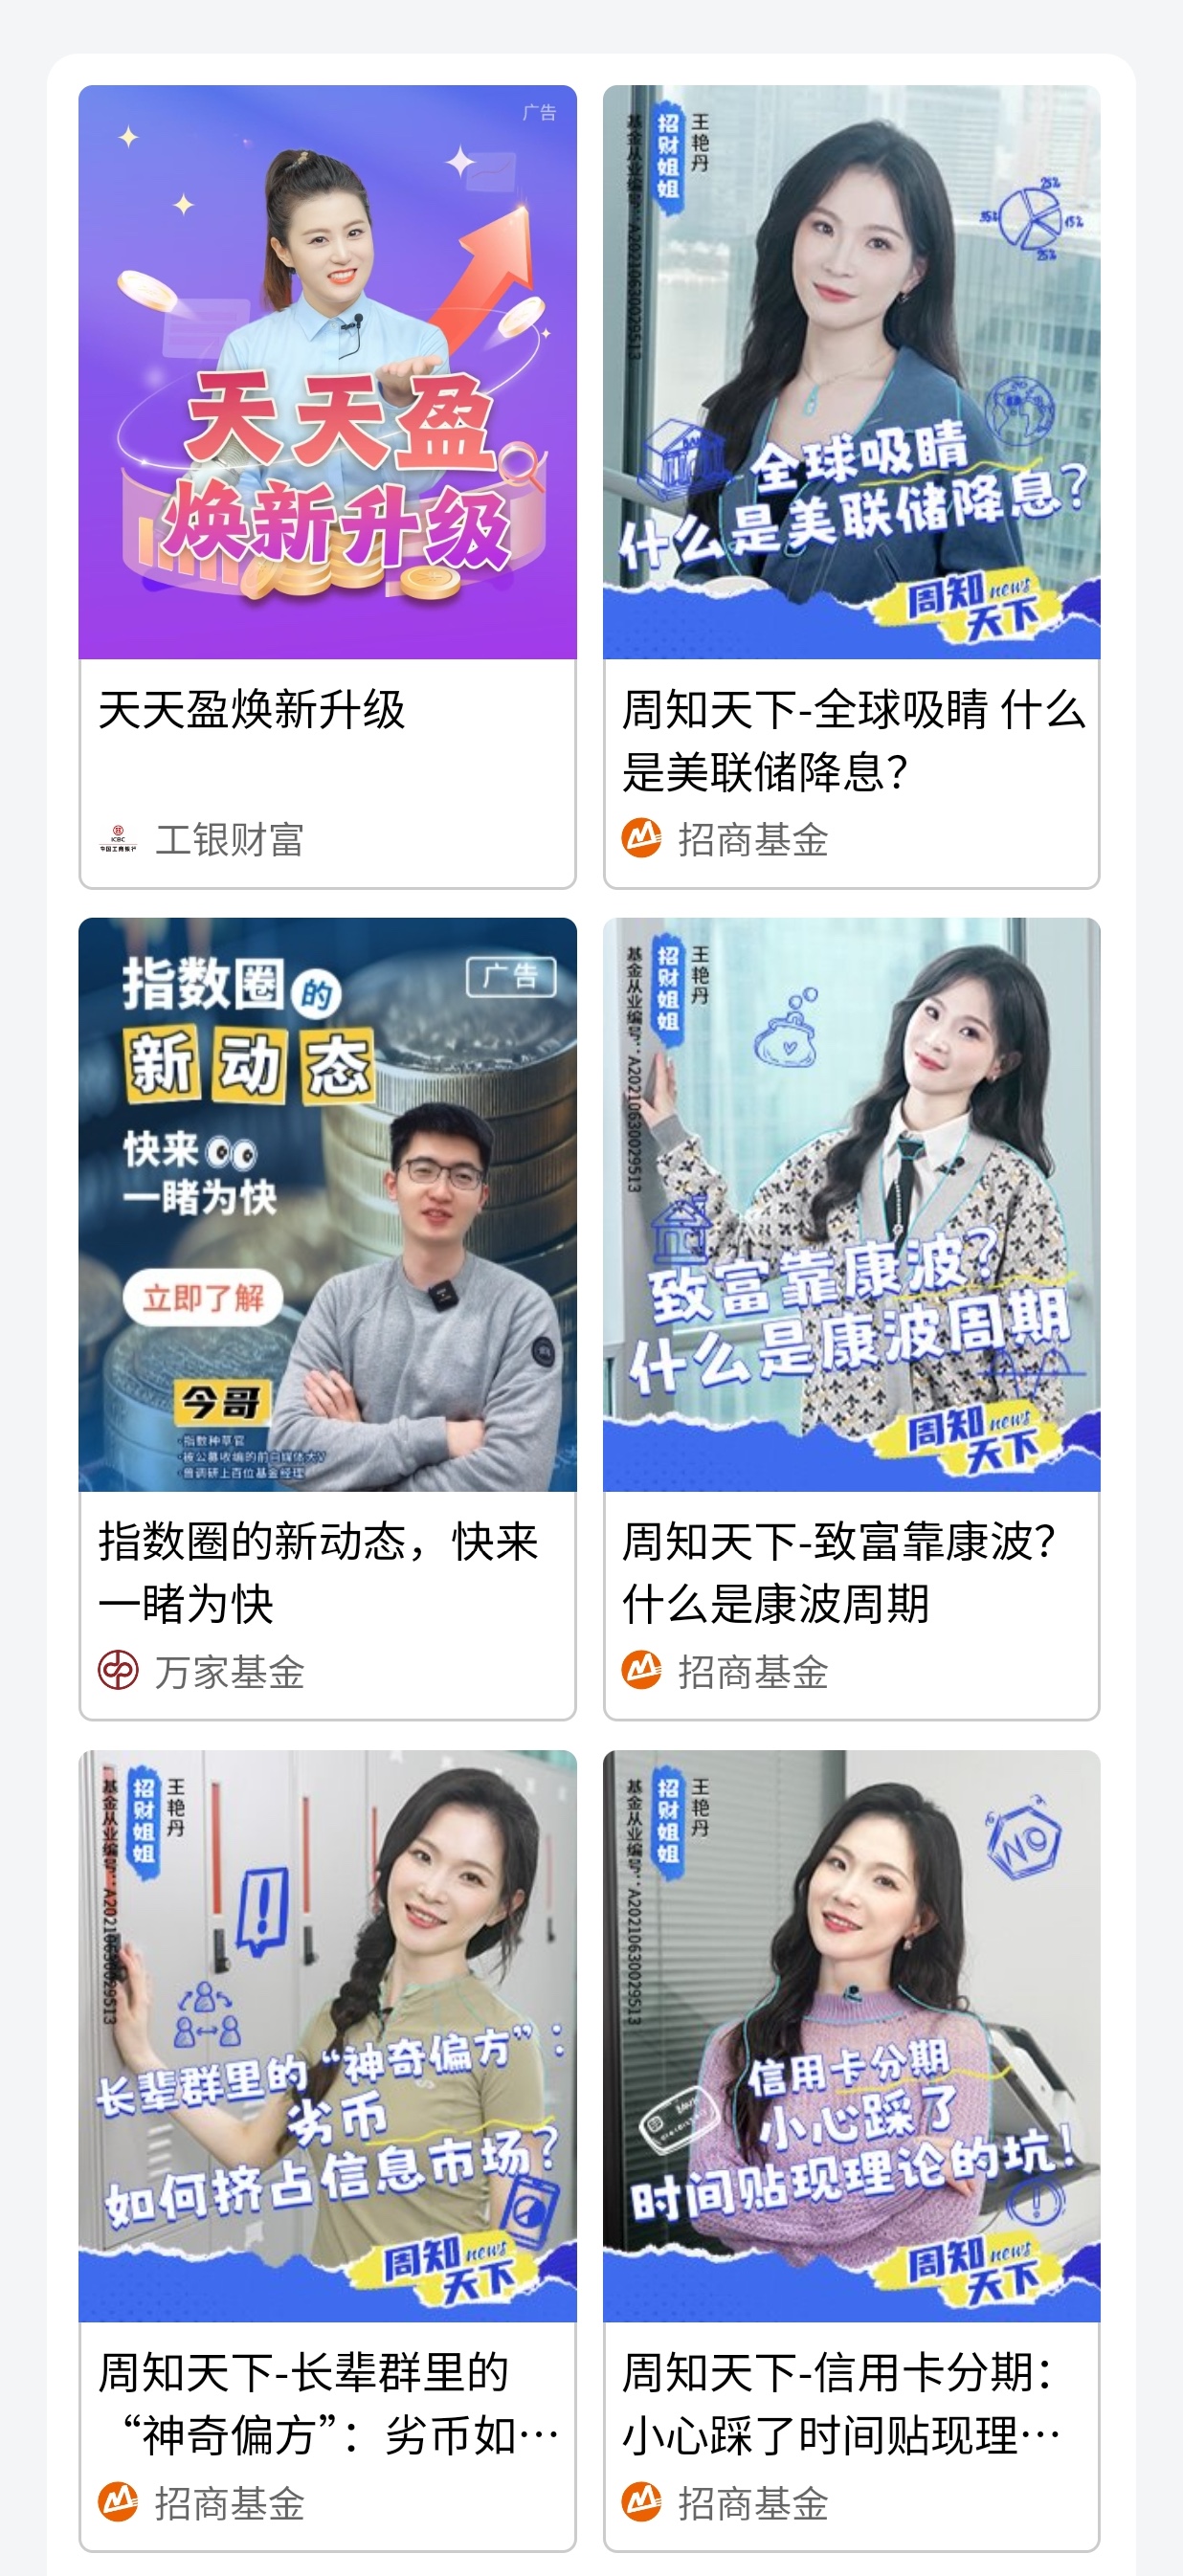 广告
天天盈
焕新升级
天天盈焕新升级
ICBC
中国工商银行
工银财富
王艳丹
招财姐姐
基金从业编号：A20210630029513
25%
35%
15%
25%
BANK
全球吸睛
什么是美联储降息?
周知
news
天下
周知天下-全球吸睛 什么
是美联储降息?
招商基金
指数圈的
广告
新动态
快来
一睹为快
立即了解
今哥
·指数种草官
·被公募收编的前自媒体大V
·曾调研上百位基金经理
指数圈的新动态，快来
一睹为快
万家基金
王艳丹
招财姐姐
基金从业编号：A20210630029513
致富靠康波?
什么是康波周期
周知
news
天下
周知天下-致富靠康波?
什么是康波周期
招商基金
王艳丹
招财姐姐
基金从业编号：A20210630029513
长辈群里的“神奇偏方”：
劣币
如何挤占信息市场?
周知
news
天下
周知天下-长辈群里的
“神奇偏方”：劣币如…
招商基金
王艳丹
招财姐姐
基金从业编号：A20210630029513
NO
信用卡分期
小心踩了
时间贴现理论的坑！
周知
news
天下
周知天下-信用卡分期：
小心踩了时间贴现理…
招商基金